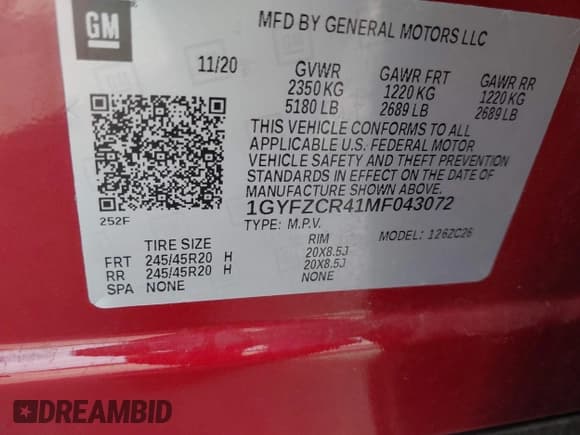 GM
MFD BY GENERAL MOTORS LLC
11/20 GVWR GAWR FRT GAWR RR
2350 KG 1220 KG 1220 KG
5180 LB 2689 LB 2689 LB
THIS VEHICLE CONFORMS TO ALL
APPLICABLE U.S. FEDERAL MOTOR
VEHICLE SAFETY AND THEFT PREVENTION
STANDARDS IN EFFECT ON THE DATE OF
MANUFACTURE SHOWN ABOVE.
252F
1GYFZCR41MF043072
TYPE: M.P.V. MODEL: 126ZC26
TIRE SIZE RIM
FRT 245/45R20 H 20X8.5J
RR 245/45R20 H 20X8.5J
SPA NONE NONE
DREAMBID